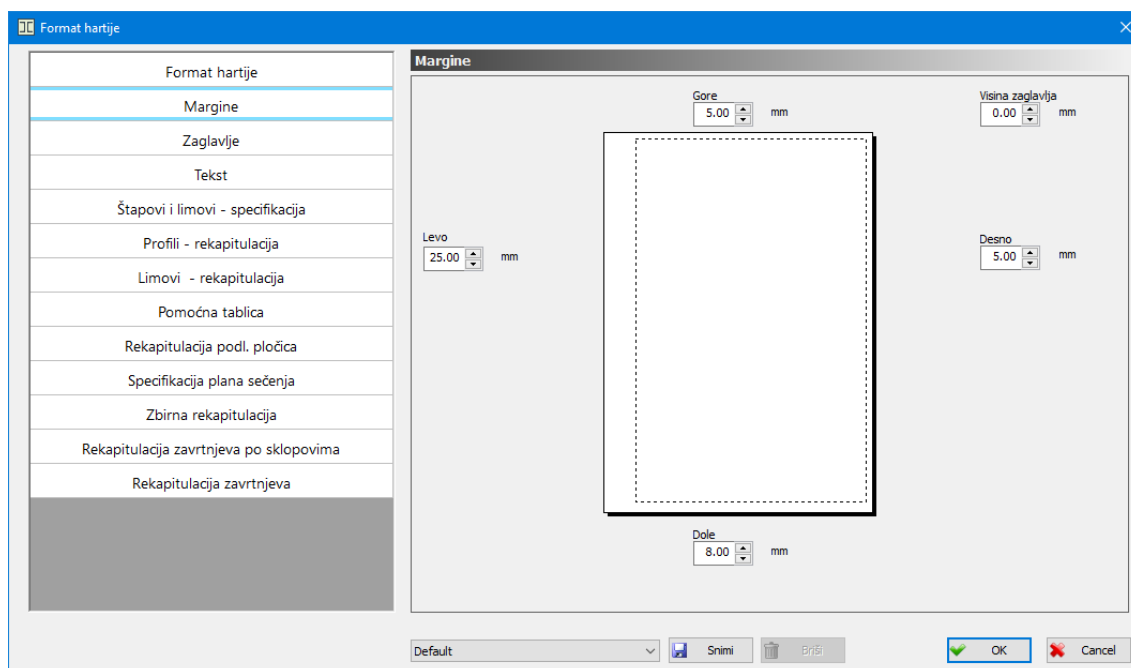 Format hartije
Format hartije
Margine
Zaglavlje
Tekst
Štapovi i limovi - specifikacija
Profili - rekapitulacija
Limovi - rekapitulacija
Pomoćna tablica
Rekapitulacija podl. pločica
Specifikacija plana sečenja
Zbirna rekapitulacija
Rekapitulacija zavrtnjeva po sklopovima
Rekapitulacija zavrtnjeva
Margine
Gore
5.00 mm
Visina zaglavlja
0.00 mm
Levo
25.00 mm
Desno
5.00 mm
Dole
8.00 mm
Default Snimi Briši OK Cancel